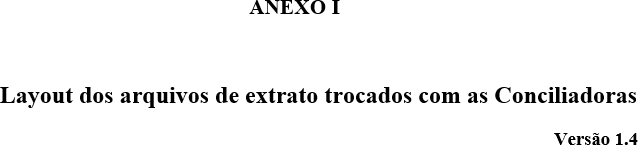 ANEXO I
Layout dos arquivos de extrato trocados com as Conciliadoras
Versão 1.4